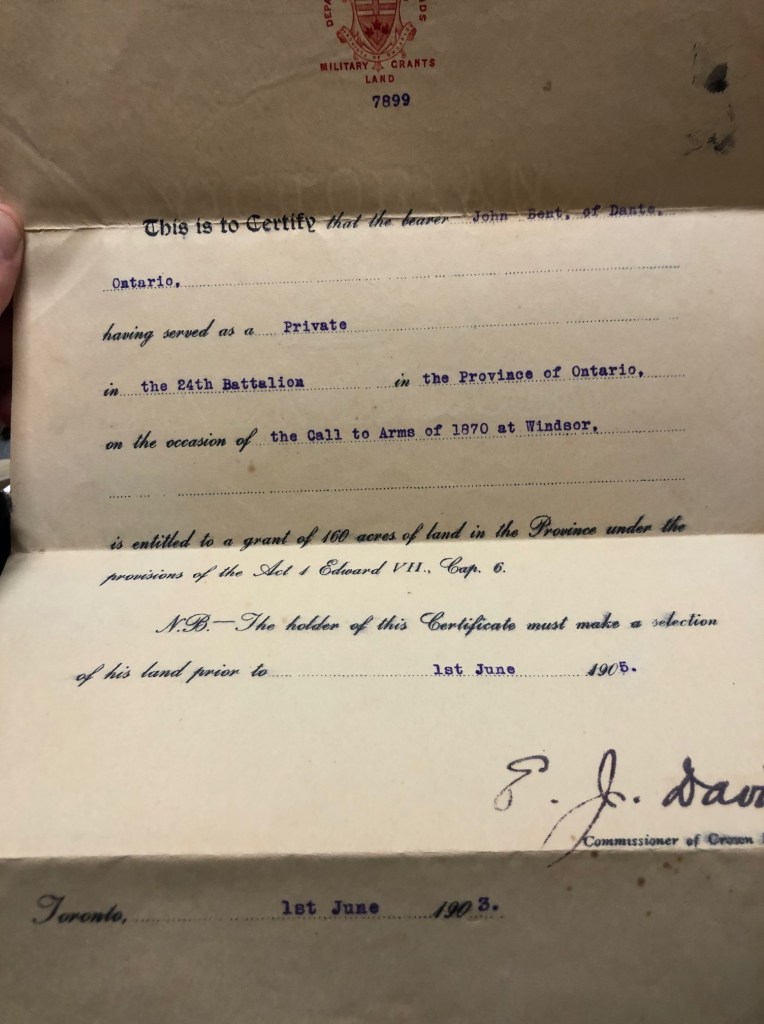 MILITARY GRANTS
LAND
7899
This is to Certify that the bearer John Bent, of Dante,
Ontario,
having served as a Private
in the 24th Battalion in the Province of Ontario,
on the occasion of the Call to Arms of 1870 at Windsor,
is entitled to a grant of 160 acres of land in the Province under the
provisions of the Act 1 Edward VII., Cap. 6.
N.B.—The holder of this Certificate must make a selection
of his land prior to 1st June 1905.
E. J. Davi
Commissioner of Crown
Toronto, 1st June 1903.